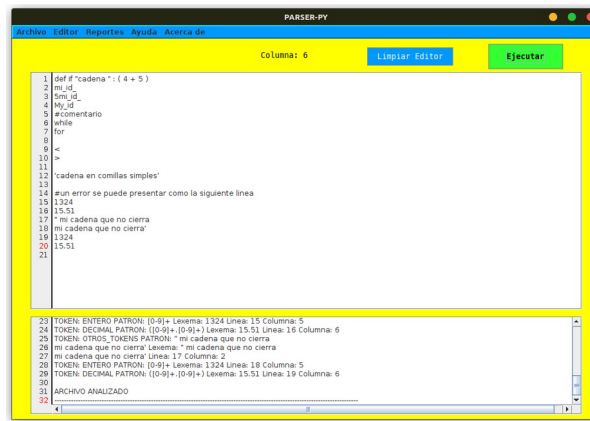 PARSER-PY
Archivo Editor Reportes Ayuda Acerca de
Columna: 6
Limpiar Editor
Ejecutar
1 def if "cadena " : ( 4 + 5 )
2 mi_id_
3 5mi_id_
4 My_id
5 #comentario
6 while
7 for
8
9 <
10 >
11
12 'cadena en comillas simples'
13
14 #un error se puede presentar como la siguiente linea
15 1324
16 15.51
17 " mi cadena que no cierra
18 mi cadena que no cierra'
19 1324
20 15.51
21
23 TOKEN: ENTERO PATRON: [0-9]+ Lexema: 1324 Linea: 15 Columna: 5
24 TOKEN: DECIMAL PATRON: ([0-9]+.[0-9]+) Lexema: 15.51 Linea: 16 Columna: 6
25 TOKEN: OTROS_TOKENS PATRON: " mi cadena que no cierra
26 mi cadena que no cierra' Lexema: " mi cadena que no cierra
27 mi cadena que no cierra' Linea: 17 Columna: 2
28 TOKEN: ENTERO PATRON: [0-9]+ Lexema: 1324 Linea: 18 Columna: 5
29 TOKEN: DECIMAL PATRON: ([0-9]+.[0-9]+) Lexema: 15.51 Linea: 19 Columna: 6
30
31 ARCHIVO ANALIZADO
32 ----------------------------------------------------------------------------------------------------